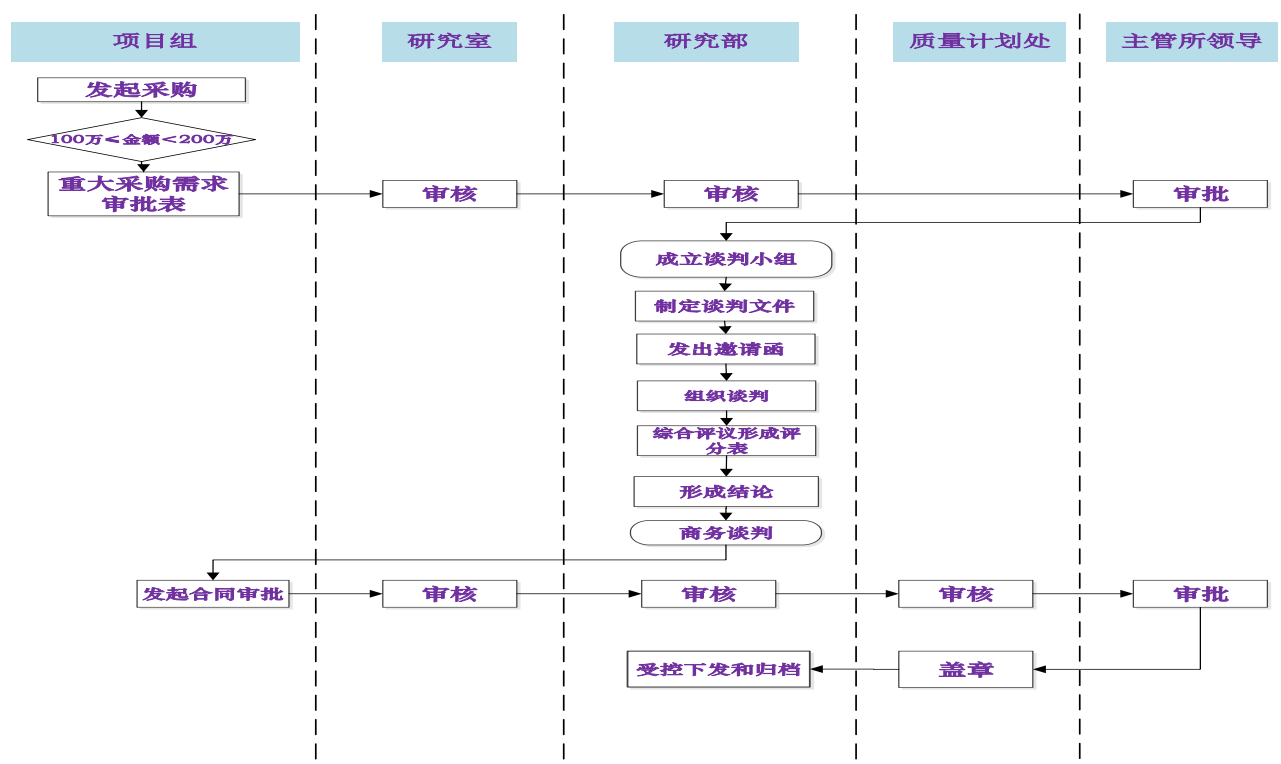 项目组
研究室
研究部
质量计划处
主管所领导
发起采购
100万≤金额<200万
重大采购需求
审批表
审核
审核
审批
成立谈判小组
制定谈判文件
发出邀请函
组织谈判
综合评议形成评
分表
形成结论
商务谈判
发起合同审批
审核
审核
审核
审批
受控下发和归档
盖章